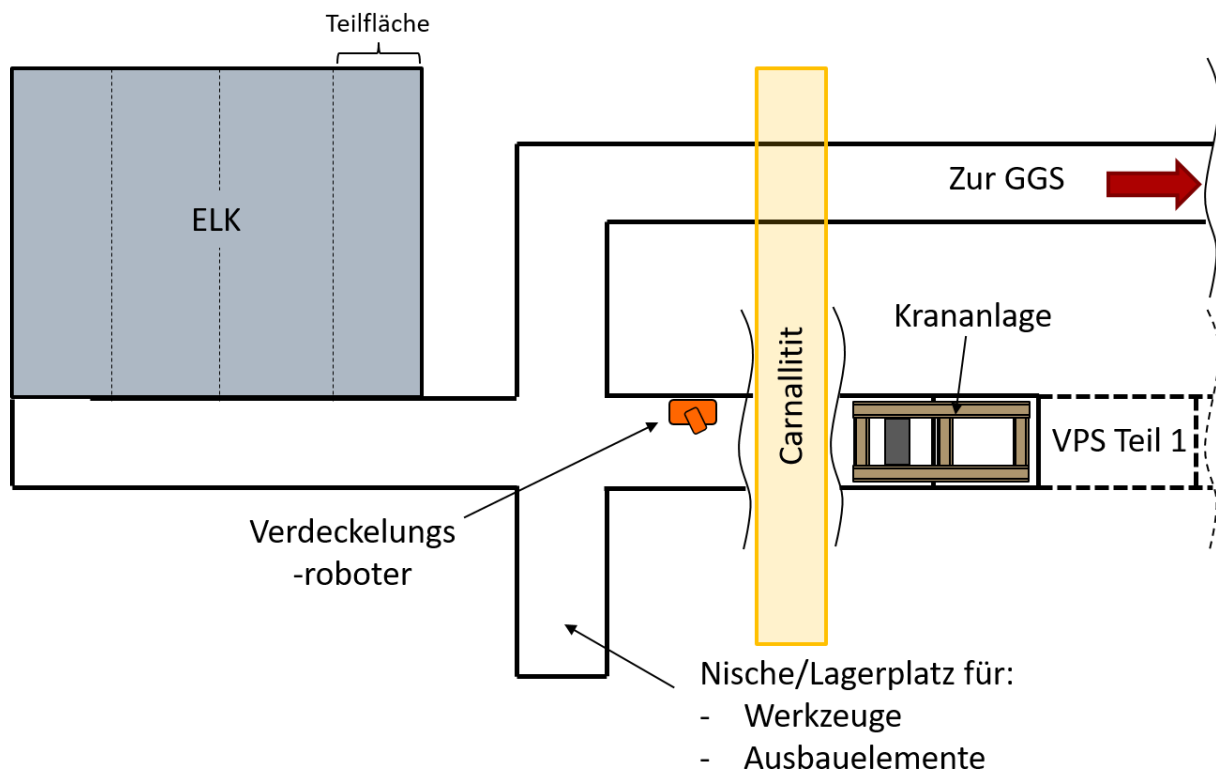 Teilfläche
ELK
Zur GGS
Krananlage
Carnallitit
VPS Teil 1
Verdeckelungs
-roboter
Nische/Lagerplatz für:
- Werkzeuge
- Ausbauelemente